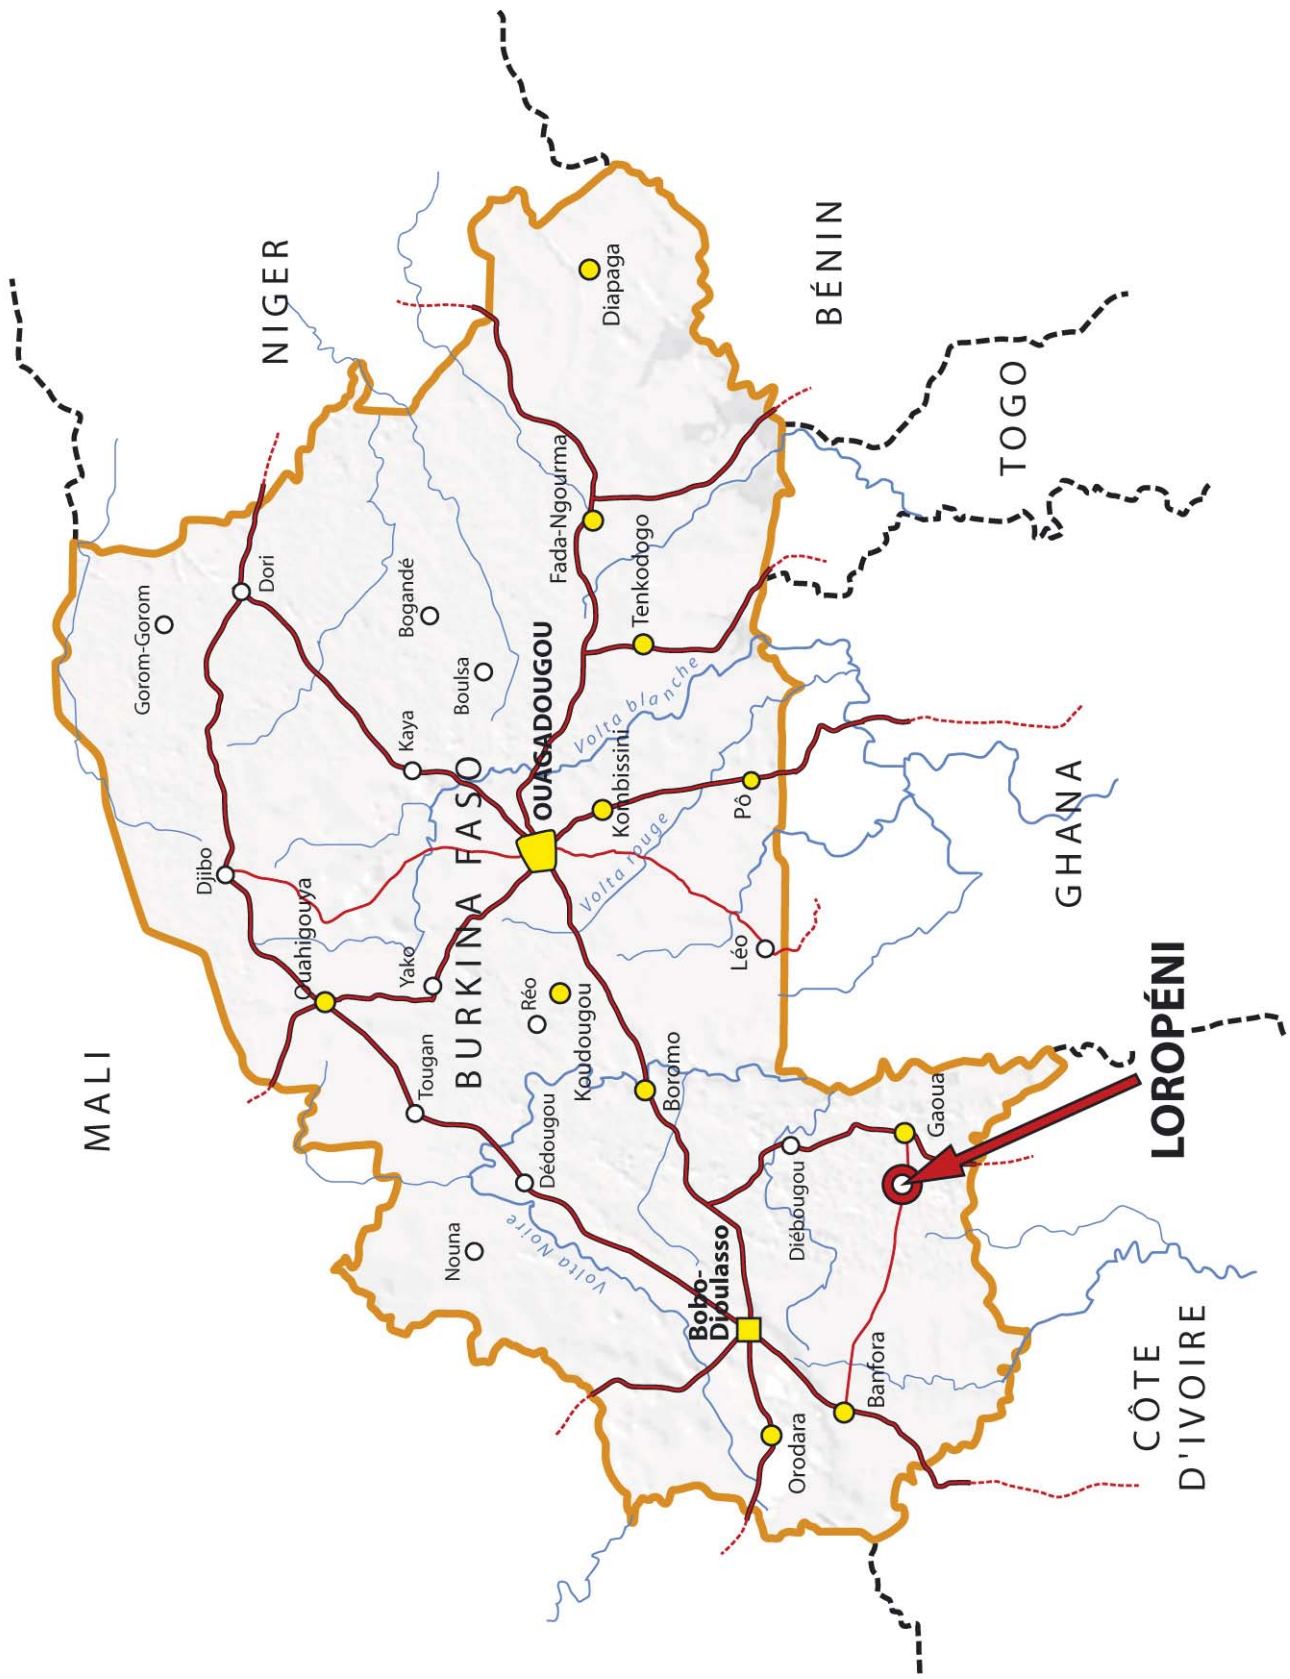 MALI
NIGER
Gorom-Gorom
Dori
Djibo
Ouahigouya
Kaya
Bogandé
Yako
Tougan
Boulsa
BURKINA FASO
Nouna
Réo
Dédougou
OUAGADOUGOU
Fada-Ngourma
Diapaga
Koudougou
Volta Noire
Volta blanche
Kombissini
Tenkodogo
Boromo
Volta rouge
Bobo-
Dioulasso
Léo
Pô
BÉNIN
Diébougou
Orodara
Banfora
Gaoua
TOGO
GHANA
LOROPÉNI
CÔTE
D'IVOIRE